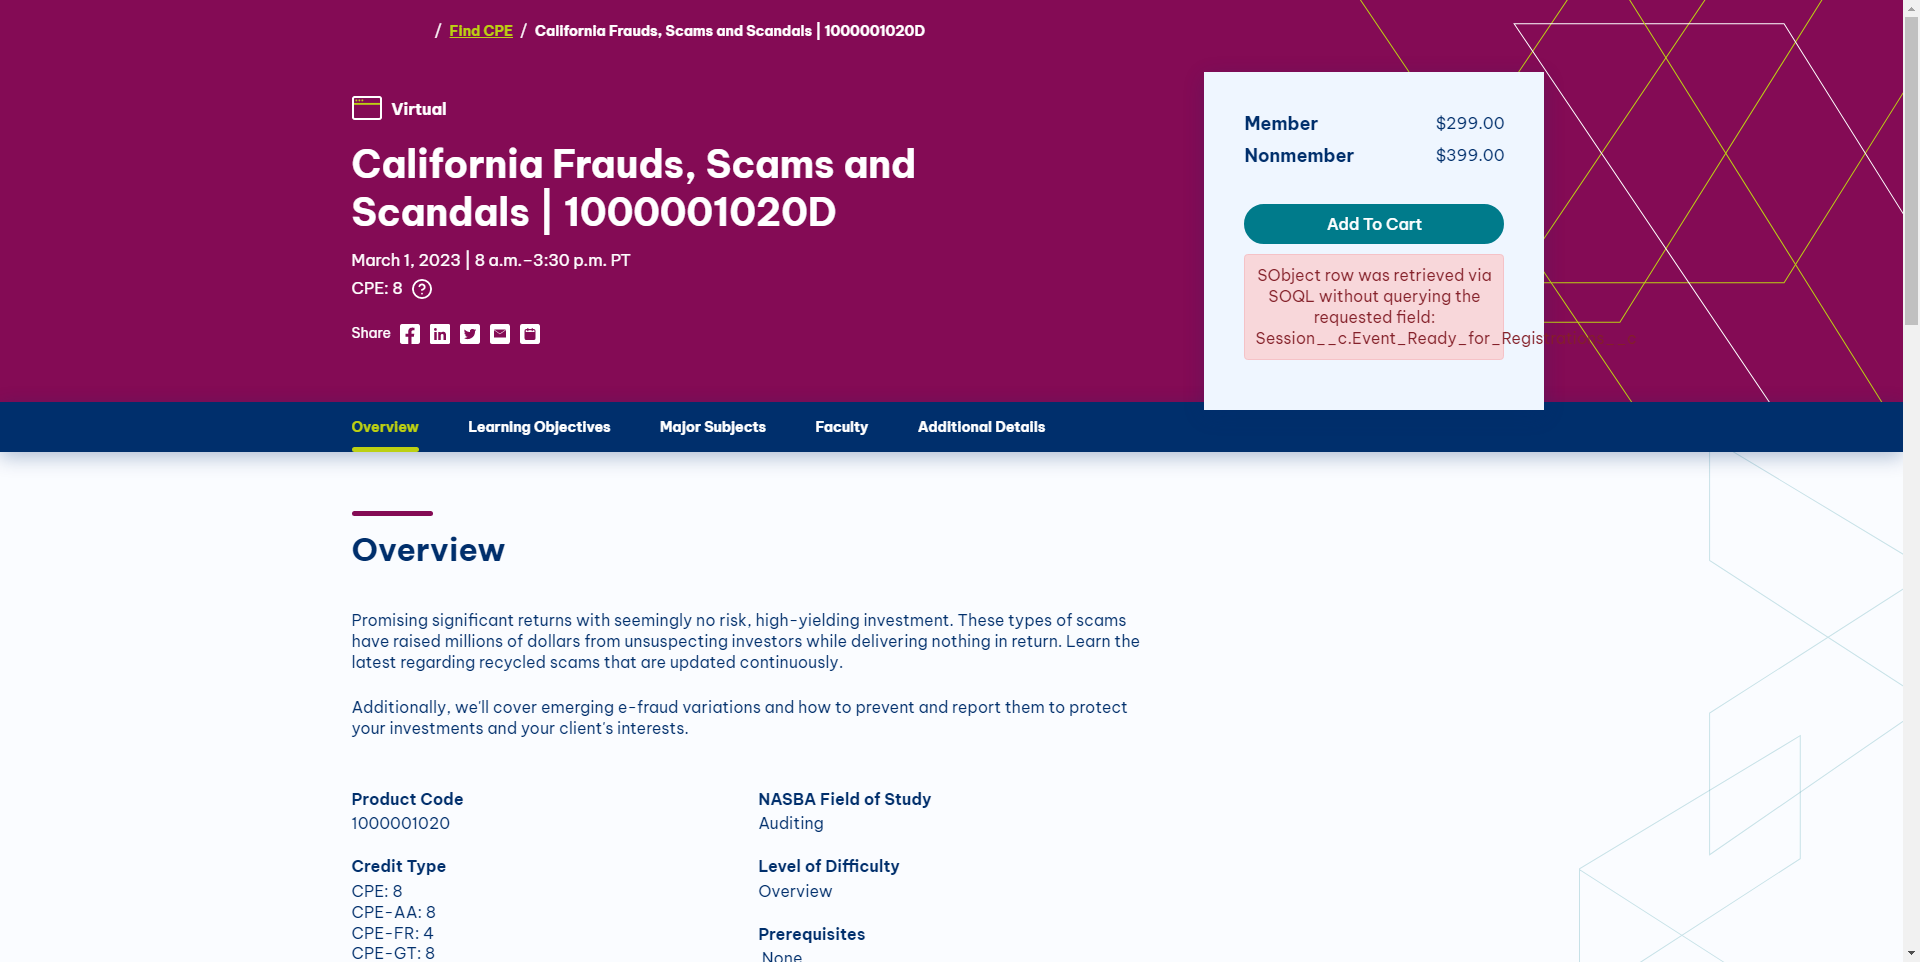 / Find CPE / California Frauds, Scams and Scandals | 1000001020D
Virtual
California Frauds, Scams and
Scandals | 1000001020D
March 1, 2023 | 8 a.m.–3:30 p.m. PT
CPE: 8
Share
Member $299.00
Nonmember $399.00
Add To Cart
SObject row was retrieved via
SOQL without querying the
requested field:
Session__c.Event_Ready_for_Registrations__c
Overview Learning Objectives Major Subjects Faculty Additional Details
Overview
Promising significant returns with seemingly no risk, high-yielding investment. These types of scams
have raised millions of dollars from unsuspecting investors while delivering nothing in return. Learn the
latest regarding recycled scams that are updated continuously.
Additionally, we'll cover emerging e-fraud variations and how to prevent and report them to protect
your investments and your client's interests.
Product Code
1000001020
Credit Type
CPE: 8
CPE-AA: 8
CPE-FR: 4
CPE-GT: 8
NASBA Field of Study
Auditing
Level of Difficulty
Overview
Prerequisites
None